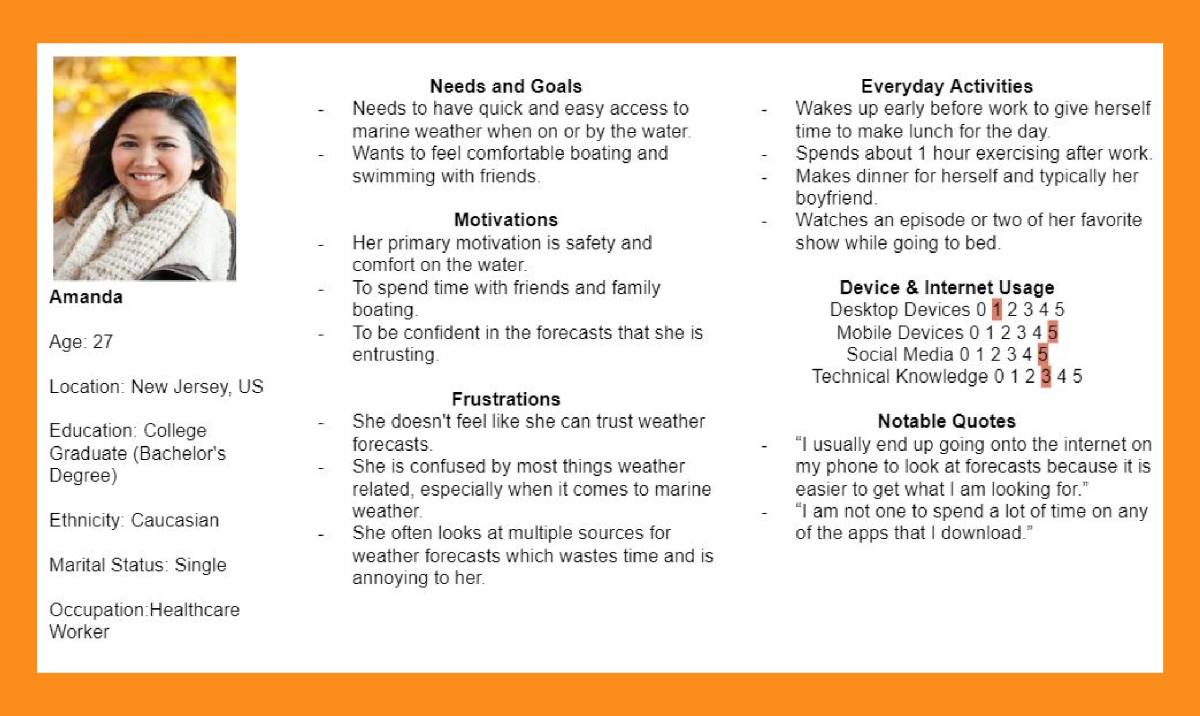 Amanda
Age: 27
Location: New Jersey, US
Education: College
Graduate (Bachelor's
Degree)
Ethnicity: Caucasian
Marital Status: Single
Occupation:Healthcare
Worker
Needs and Goals
- Needs to have quick and easy access to
marine weather when on or by the water.
- Wants to feel comfortable boating and
swimming with friends.
Motivations
- Her primary motivation is safety and
comfort on the water.
- To spend time with friends and family
boating.
- To be confident in the forecasts that she is
entrusting.
Frustrations
- She doesn't feel like she can trust weather
forecasts.
- She is confused by most things weather
related, especially when it comes to marine
weather.
- She often looks at multiple sources for
weather forecasts which wastes time and is
annoying to her.
Everyday Activities
- Wakes up early before work to give herself
time to make lunch for the day.
- Spends about 1 hour exercising after work.
- Makes dinner for herself and typically her
boyfriend.
- Watches an episode or two of her favorite
show while going to bed.
Device & Internet Usage
Desktop Devices 0 1 2 3 4 5
Mobile Devices 0 1 2 3 4 5
Social Media 0 1 2 3 4 5
Technical Knowledge 0 1 2 3 4 5
Notable Quotes
- “I usually end up going onto the internet on
my phone to look at forecasts because it is
easier to get what I am looking for.”
- “I am not one to spend a lot of time on any
of the apps that I download.”